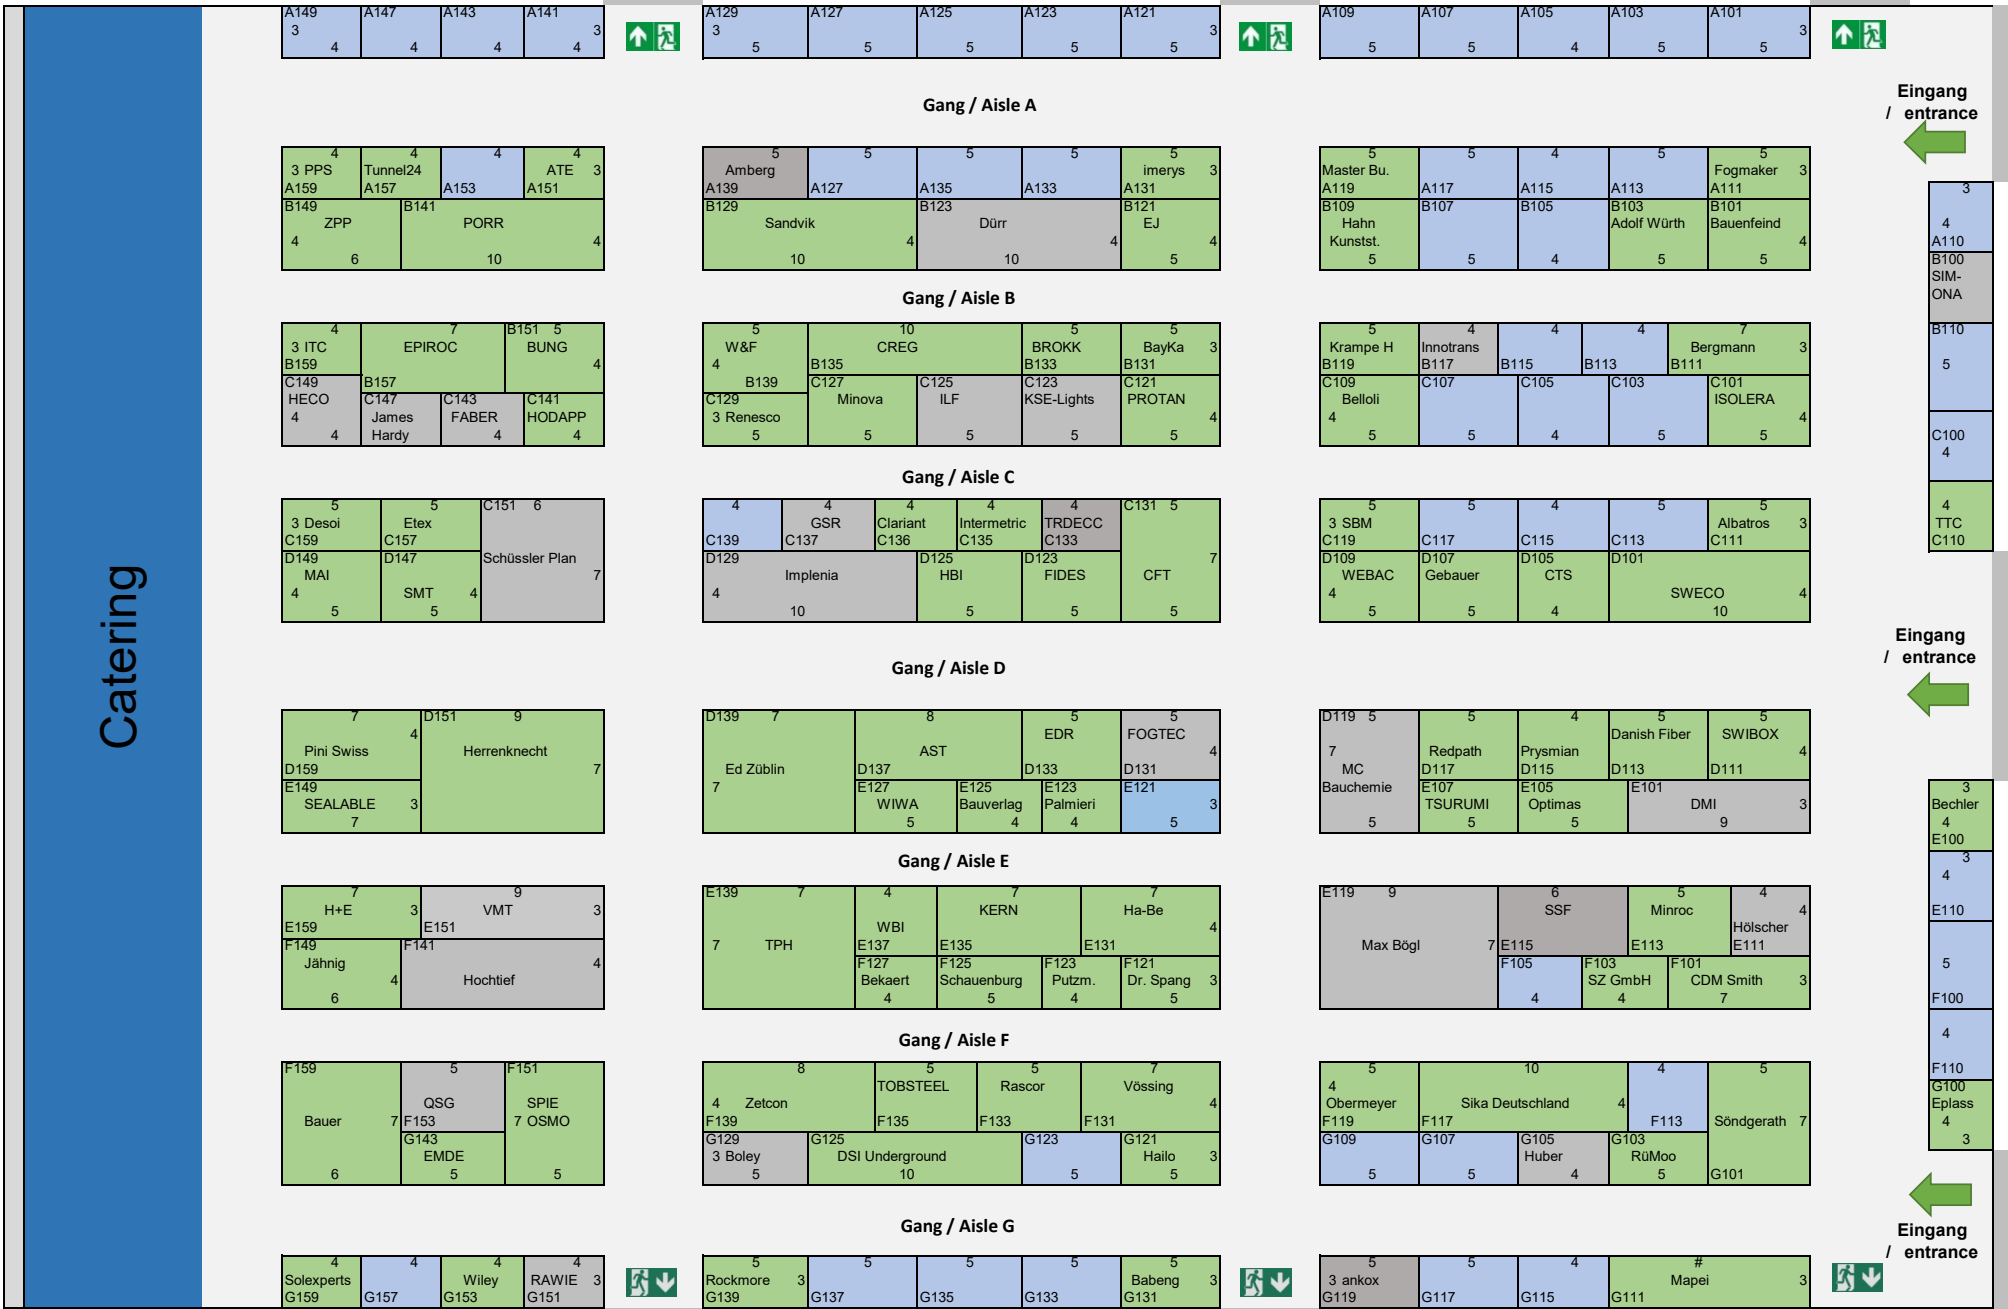 A149 A147 A143 A141 A129 A127 A125 A123 A121 A109 A107 A105 A103 A101
3 3 3 3 3
4 4 4 4 5 5 5 5 5 5 5 4 5 5
Gang / Aisle A
Eingang
/ entrance
4 4 4 4 5 5 5 5 5 5 5 4 5 5
3 PPS Tunnel24 ATE 3 Amberg imerys 3 Master Bu. Fogmaker 3
A159 A157 A153 A151 A139 A127 A135 A133 A131 A119 A117 A115 A113 A111
B149 B141 B129 B123 B121 B109 B107 B105 B103 B101
ZPP PORR Sandvik Dürr EJ Hahn Adolf Würth Bauenfeind
4 4 4 4 4 Kunstst. 4
6 10 10 10 5 5 5 4 5 5
3
4
A110
B100
SIM-
ONA
B110
5
C100
4
4
TTC
C110
Gang / Aisle B
4 7 B151 5 5 10 5 5 5 4 4 4 7
3 ITC EPIROC BUNG W&F CREG BROKK BayKa 3 Krampe H Innotrans Bergmann 3
B159 4 4 B135 B133 B131 B119 B117 B115 B113 B111
C149 B157 B139 C127 C125 C123 C121 C109 C107 C105 C103 C101
HECO C147 C143 C141 C129 Minova ILF KSE-Lights PROTAN Belloli ISOLERA
4 James FABER HODAPP 3 Renesco 4 4 4
4 Hardy 4 4 5 5 5 5 5 5 5 4 5 5
Gang / Aisle C
5 5 C151 6 4 4 4 4 4 C131 5 5 5 4 5 5
3 Desoi Etex GSR Clariant Intermetric TRDECC 3 SBM Albatros 3
C159 C157 C139 C137 C136 C135 C133 C119 C117 C115 C113 C111
D149 D147 Schüssler Plan D129 D125 D123 7 D109 D107 D105 D101
MAI 7 Implenia HBI FIDES CFT WEBAC Gebauer CTS
4 SMT 4 4 4 SWECO 4
5 5 10 5 5 5 5 5 4 10
Eingang
/ entrance
Gang / Aisle D
7 D151 9 D139 7 8 5 5 D119 5 5 4 5 5
4 EDR FOGTEC Danish Fiber SWIBOX
Pini Swiss Herrenknecht AST 4 7 Redpath Prysmian 4
D159 7 Ed Züblin D137 D133 D131 MC D117 D115 D113 D111
E149 7 E127 E125 E123 E121 Bauchemie E107 E105 E101
SEALABLE 3 WIWA Bauverlag Palmieri 3 TSURUMI Optimas DMI 3
7 5 4 4 5 5 5 5 9
3
Bechler
4
E100
3
4
E110
5
F100
4
F110
G100
Eplass
4
3
Gang / Aisle E
7 9 E139 7 4 7 7 E119 9 6 5 4
H+E 3 VMT 3 KERN Ha-Be SSF Minroc 4
E159 E151 WBI 4 Hölscher
F149 F141 7 TPH E137 E135 E131 Max Bögl 7 E115 E113 E111
Jähnig 4 F127 F125 F123 F121 F105 F103 F101
4 Hochtief Bekaert Schauenburg Putzm. Dr. Spang 3 SZ GmbH CDM Smith 3
6 4 5 4 5 4 4 7
Gang / Aisle F
F159 5 F151 8 5 5 7 5 10 4 5
QSG SPIE TOBSTEEL Rascor Vössing 4
4 Zetcon 4 Obermeyer Sika Deutschland 4
Bauer 7 F153 7 OSMO F139 F135 F133 F131 F119 F117 F113 Söndgerath 7
G143 G129 G125 G123 G121 G109 G107 G105 G103
EMDE 3 Boley DSI Underground Hailo 3 Huber RüMoo
6 5 5 5 10 5 5 5 5 4 5 G101
Gang / Aisle G
Eingang
/ entrance
4 4 4 4 5 5 5 5 5 5 5 4 #
Solexperts Wiley RAWIE 3 Rockmore 3 Babeng 3 3 ankox Mapei 3
G159 G157 G153 G151 G139 G137 G135 G133 G131 G119 G117 G115 G111
Catering